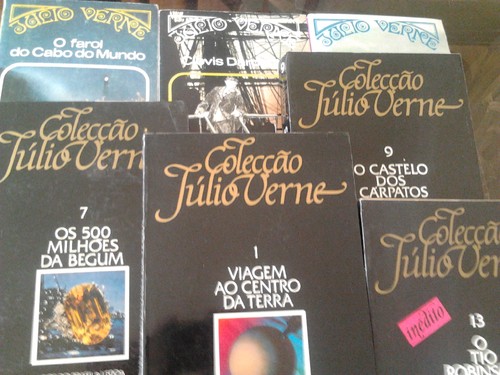 JÚLIO VERNE
O farol
do Cabo do Mundo
JÚLIO VERNE
JÚLIO VERNE
Colecção
Júlio Verne
7
OS 500
MILHÕES
DA BEGUM
Colecção
Júlio Verne
1
VIAGEM
AO CENTRO
DA TERRA
Colecção
Júlio Verne
9
O CASTELO
DOS
CÁRPATOS
Colecção
Júlio Verne
inédito
13
O
TIO